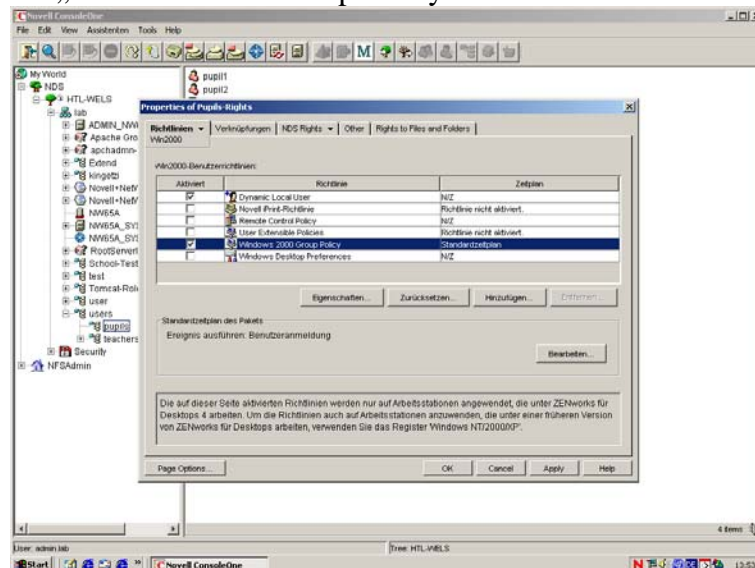 Novell ConsoleOne
File Edit View Assistenten Tools Help
My World
NDS
HTL-WELS
lab
ADMIN_NW
Apache Gro
apchadmn-
Extend
kingetzi
Novell+Net
Novell+Net
NW65A
NW65A_SY
NW65A_SY
RootServerI
School-Test
test
Tomcat-Role
user
users
pupils
teachers
Security
NFSAdmin
pupil1
pupil2
Properties of Pupils-Rights
Richtlinien Verknüpfungen NDS Rights Other Rights to Files and Folders
Win2000
Win2000-Benutzerrichtlinien:
Aktiviert Richtlinie Zeitplan
Dynamic Local User N/Z
Novell iPrint-Richtlinie Richtlinie nicht aktiviert.
Remote Control Policy N/Z
User Extensible Policies Richtlinie nicht aktiviert.
Windows 2000 Group Policy Standardzeitplan
Windows Desktop Preferences N/Z
Eigenschaften... Zurücksetzen... Hinzufügen... Entfernen...
Standardzeitplan des Pakets
Ereignis ausführen: Benutzeranmeldung
Bearbeiten...
Die auf dieser Seite aktivierten Richtlinien werden nur auf Arbeitsstationen angewendet, die unter ZENworks für
Desktops 4 arbeiten. Um die Richtlinien auch auf Arbeitsstationen anzuwenden, die unter einer früheren Version
von ZENworks für Desktops arbeiten, verwenden Sie das Register 'Windows NT/2000/XP'.
Page Options... OK Cancel Apply Help
4 items
User: admin.lab Tree: HTL-WELS
Start Novell ConsoleOne